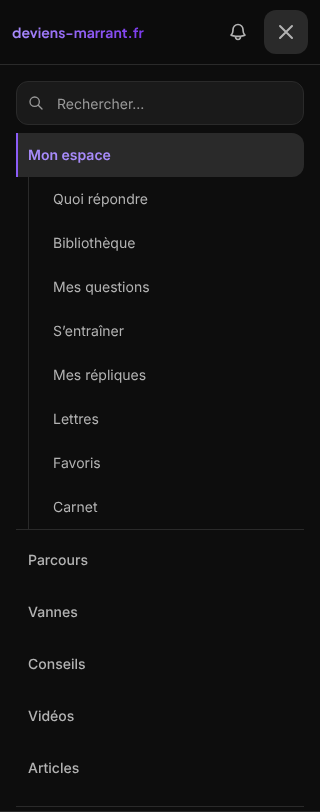 deviens-marrant.fr
Rechercher...
Mon espace
Quoi répondre
Bibliothèque
Mes questions
S'entraîner
Mes répliques
Lettres
Favoris
Carnet
Parcours
Vannes
Conseils
Vidéos
Articles